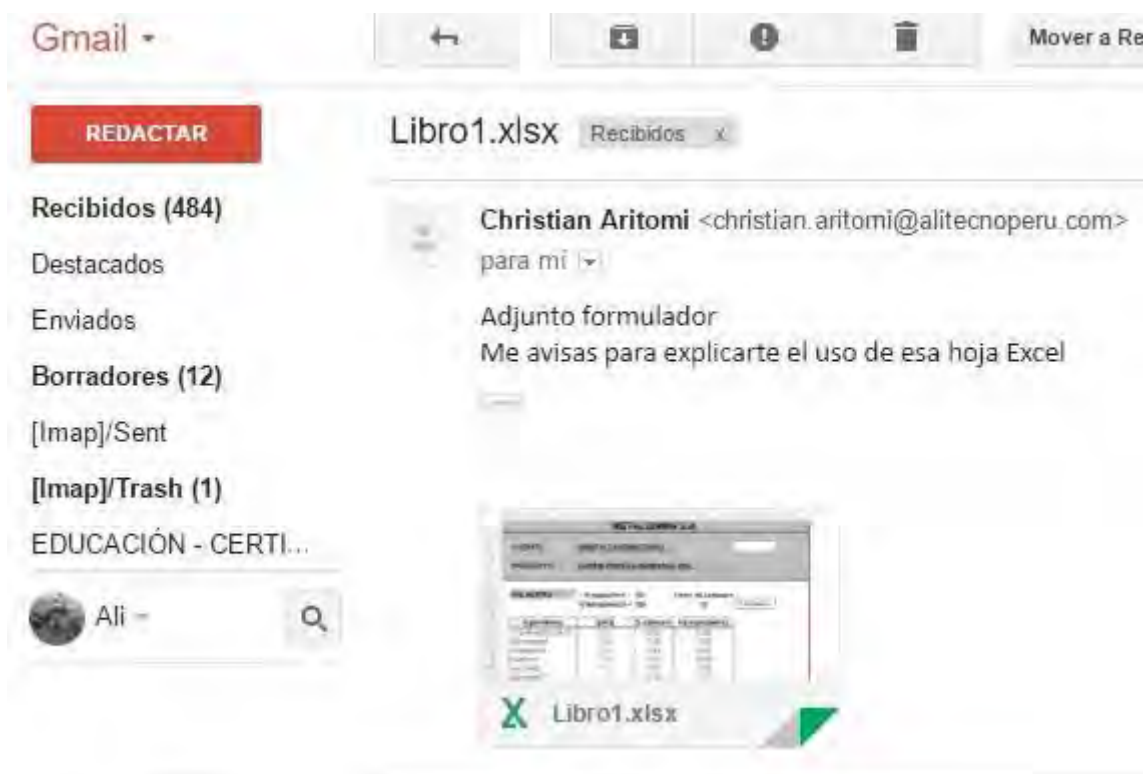 Gmail
Mover a Re
REDACTAR
Libro1.xlsx Recibidos x
Recibidos (484)
Destacados
Enviados
Borradores (12)
[Imap]/Sent
[Imap]/Trash (1)
EDUCACIÓN - CERTI...
Ali
Christian Aritomi <christian.aritomi@alitecnoperu.com>
para mí
Adjunto formulador
Me avisas para explicarte el uso de esa hoja Excel
Libro1.xlsx